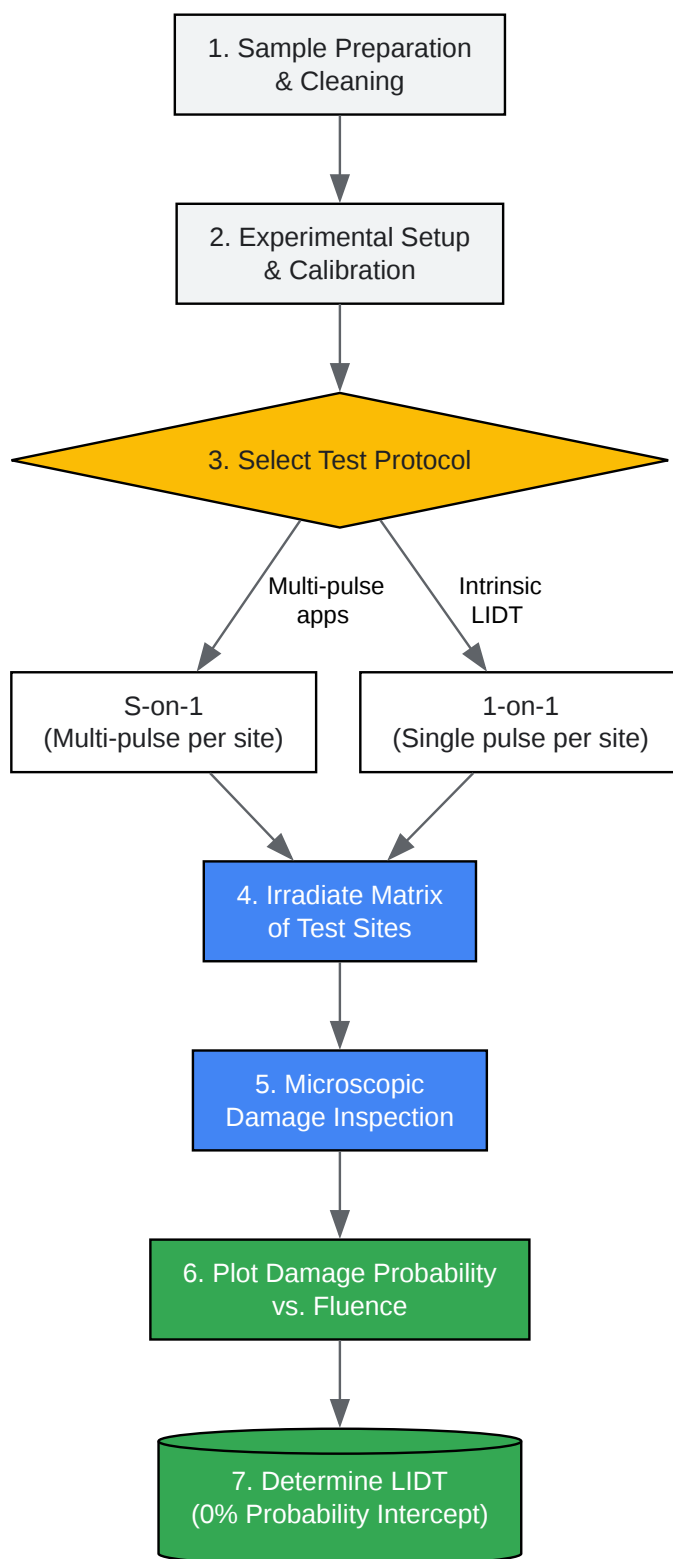 1. Sample Preparation
& Cleaning
2. Experimental Setup
& Calibration
3. Select Test Protocol
Multi-pulse
apps
Intrinsic
LIDT
S-on-1
(Multi-pulse per site)
1-on-1
(Single pulse per site)
4. Irradiate Matrix
of Test Sites
5. Microscopic
Damage Inspection
6. Plot Damage Probability
vs. Fluence
7. Determine LIDT
(0% Probability Intercept)